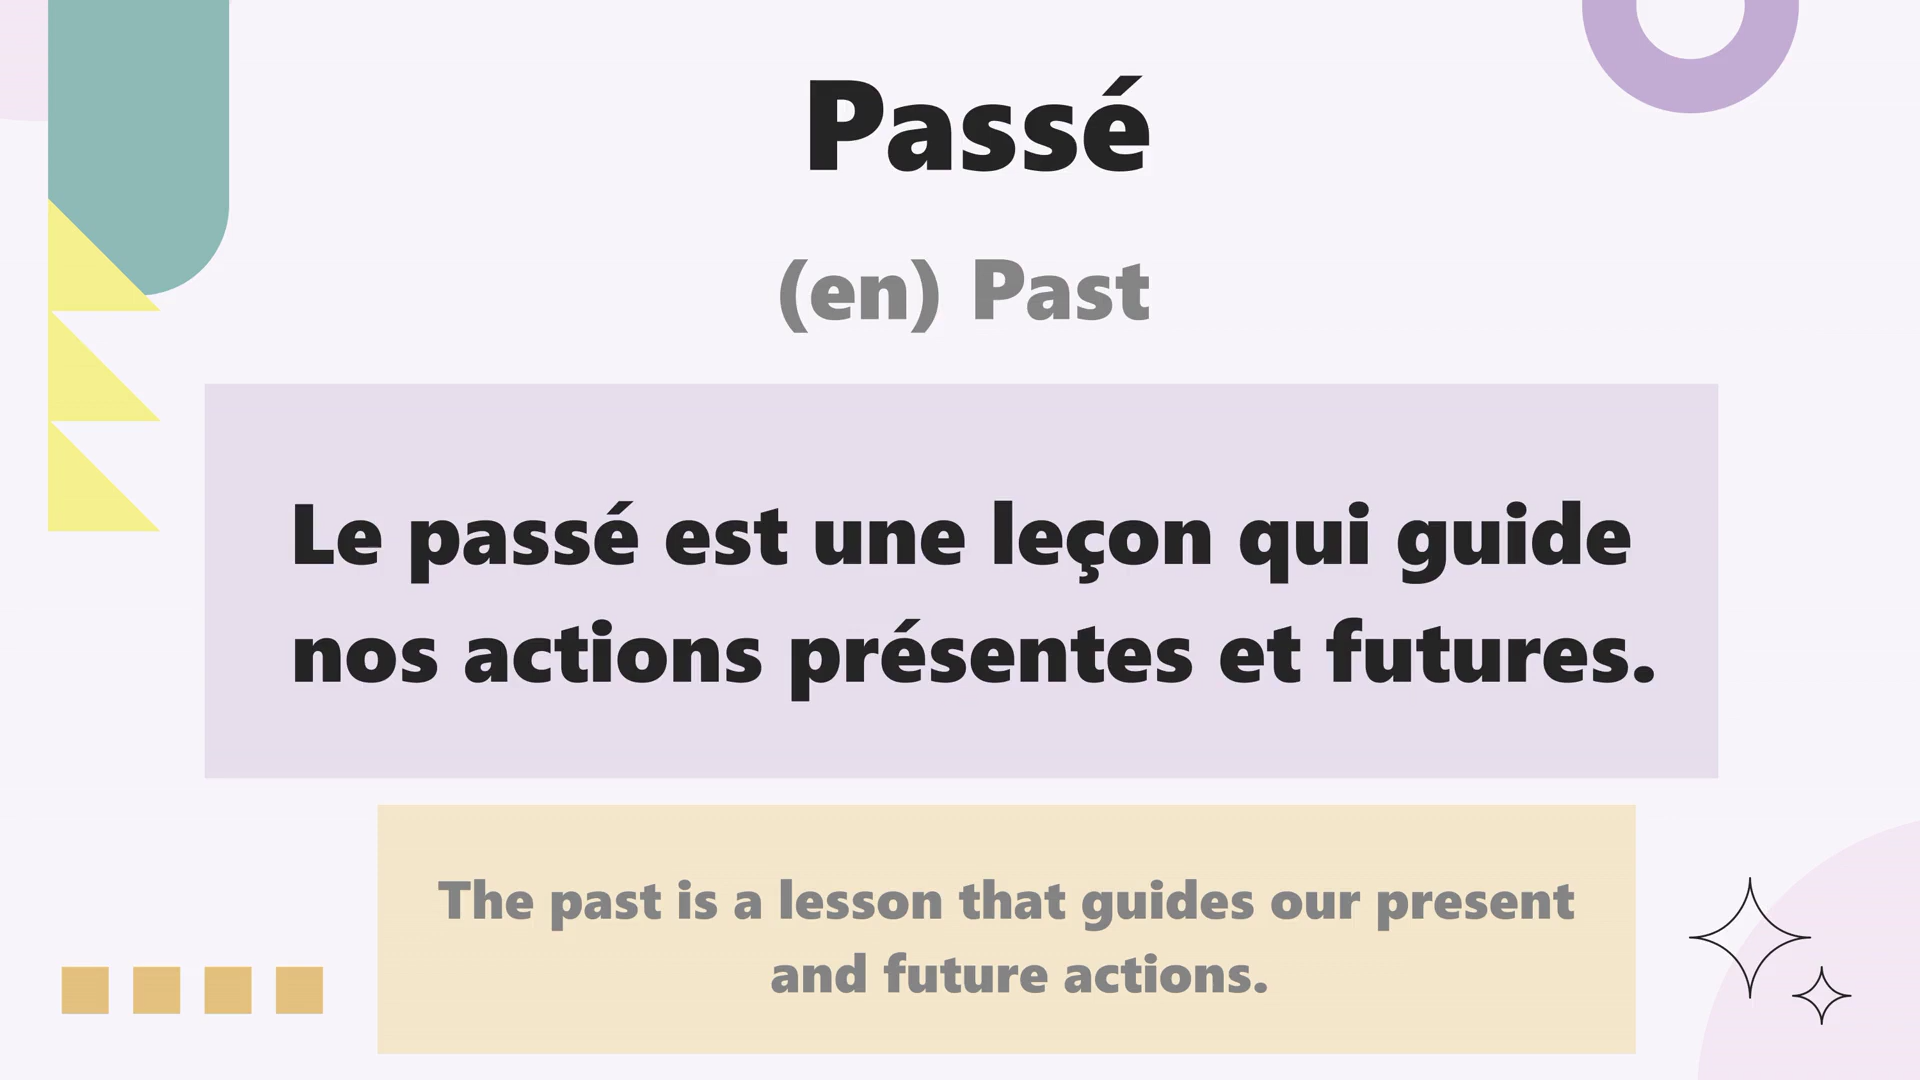 Passé
(en) Past
Le passé est une leçon qui guide
nos actions présentes et futures.
The past is a lesson that guides our present
and future actions.